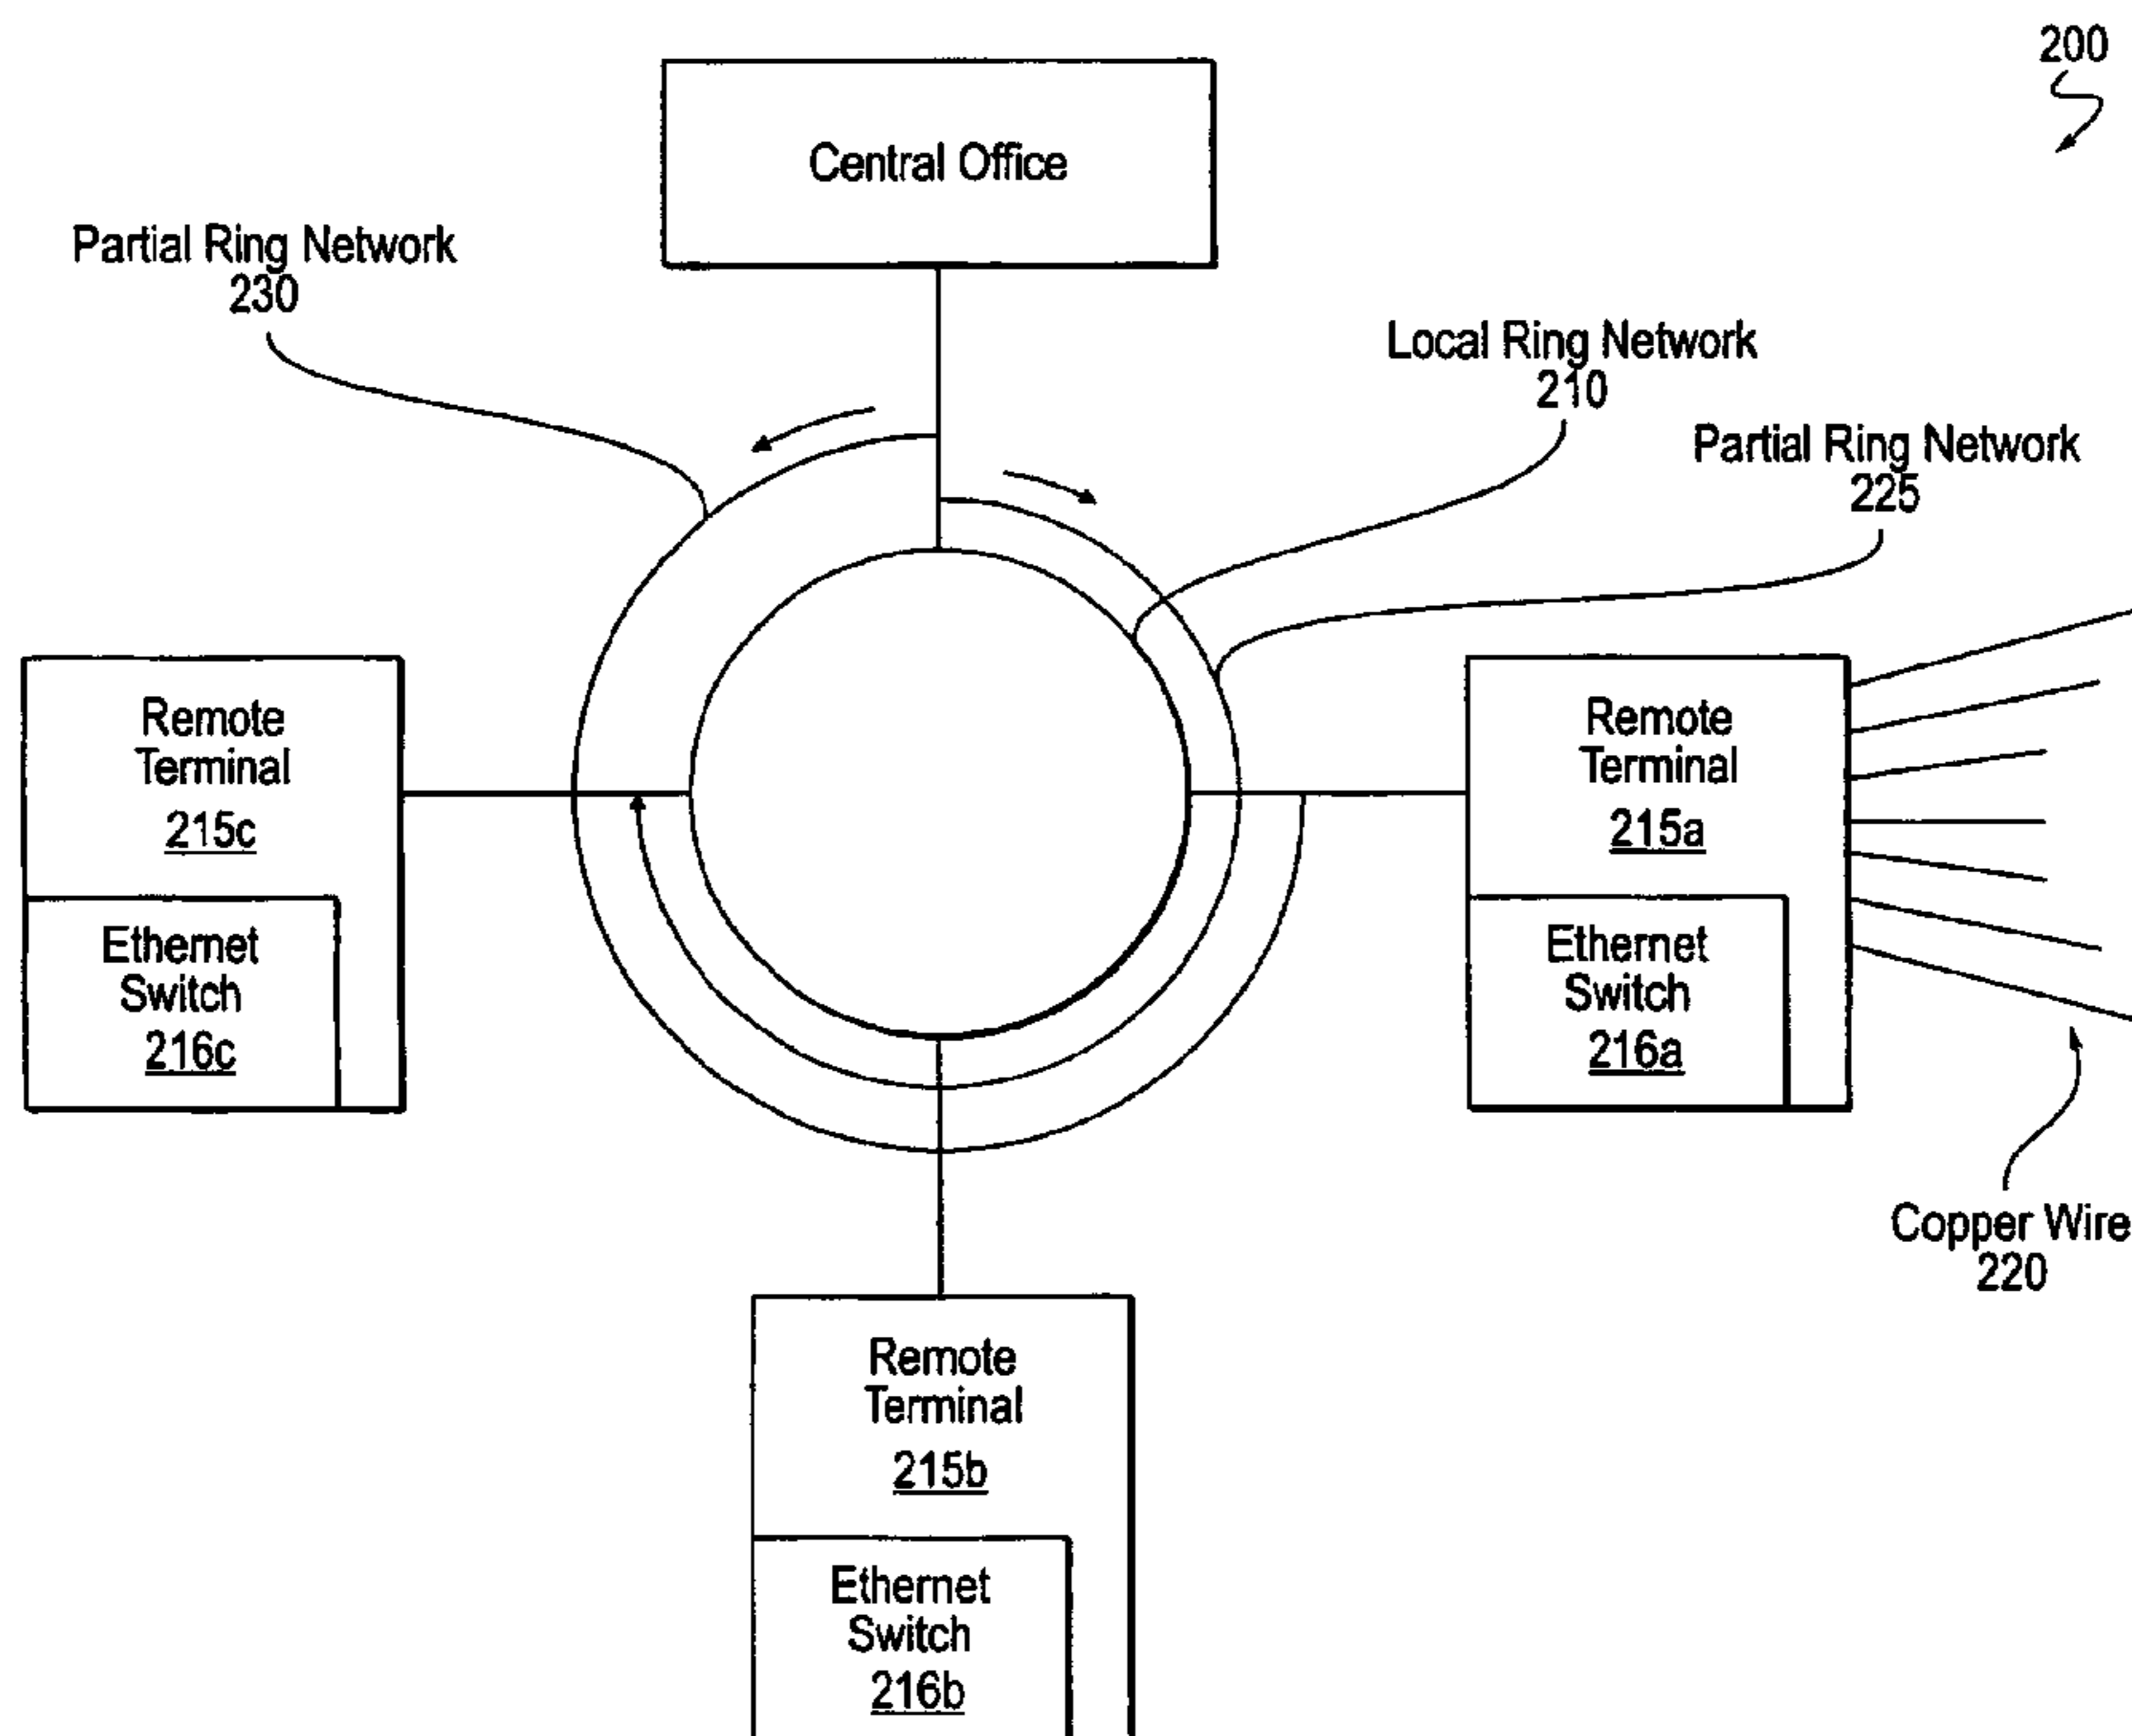 200
Central Office
Partial Ring Network
230
Local Ring Network
210
Partial Ring Network
225
Remote
Terminal
215c
Ethernet
Switch
216c
Remote
Terminal
215a
Ethernet
Switch
216a
Copper Wire
220
Remote
Terminal
215b
Ethernet
Switch
216b